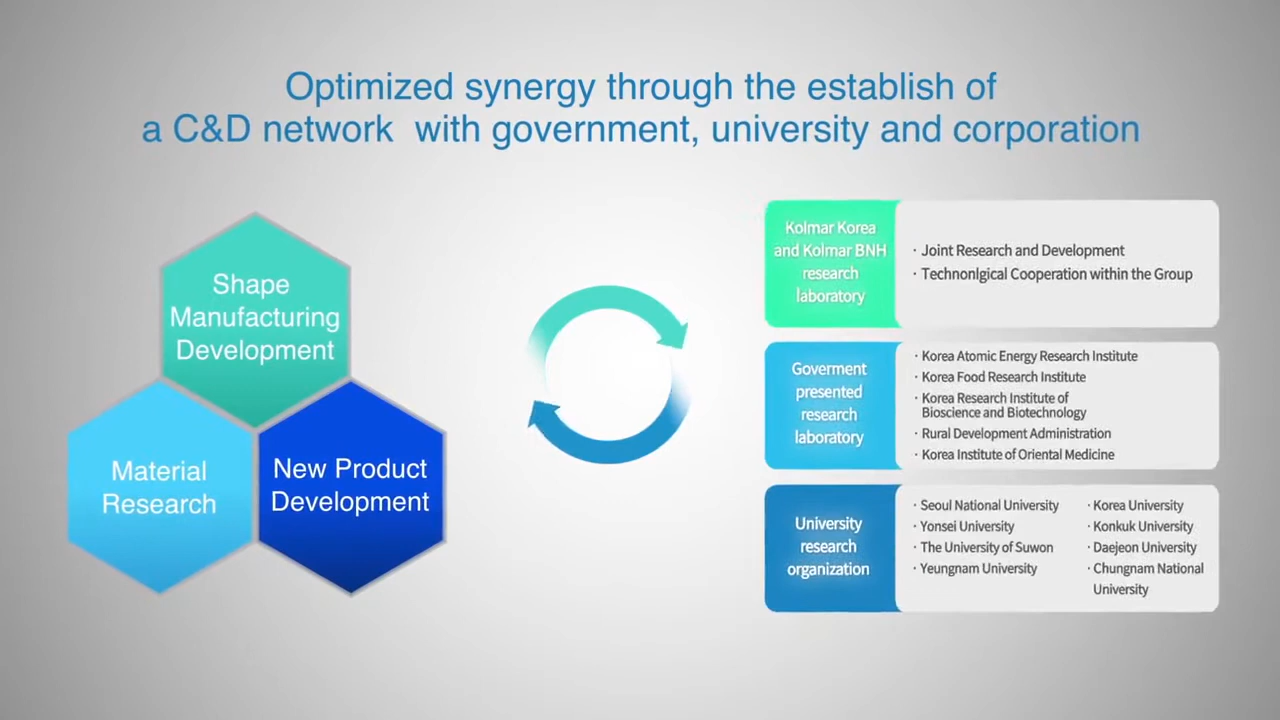 Optimized synergy through the establish of
a C&D network with government, university and corporation
Shape
Manufacturing
Development
Material
Research
New Product
Development
Kolmar Korea
and Kolmar BNH
research
laboratory
· Joint Research and Development
· Technonlgical Cooperation within the Group
Goverment
presented
research
laboratory
· Korea Atomic Energy Research Institute
· Korea Food Research Institute
· Korea Research Institute of
Bioscience and Biotechnology
· Rural Development Administration
· Korea Institute of Oriental Medicine
University
research
organization
· Seoul National University
· Yonsei University
· The University of Suwon
· Yeungnam University
· Korea University
· Konkuk University
· Daejeon University
· Chungnam National
University